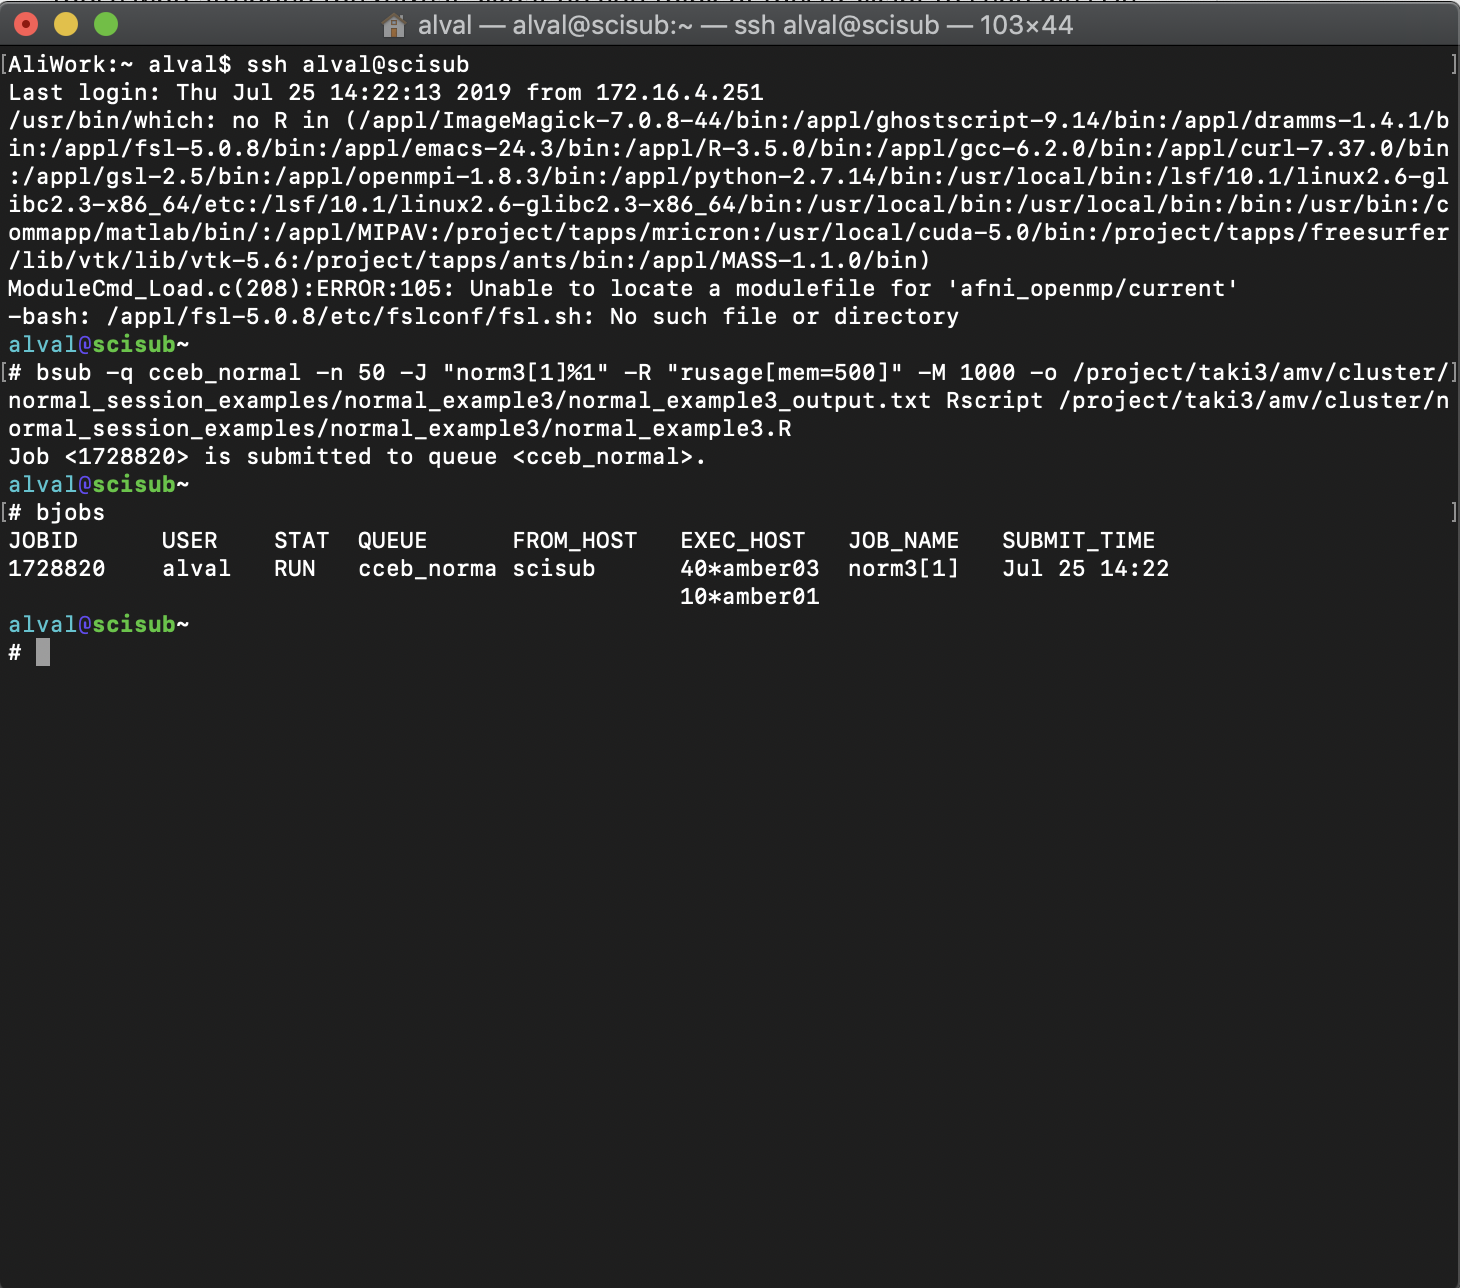 alval — alval@scisub:~ — ssh alval@scisub — 103×44
[AliWork:~ alval$ ssh alval@scisub ]
Last login: Thu Jul 25 14:22:13 2019 from 172.16.4.251
/usr/bin/which: no R in (/appl/ImageMagick-7.0.8-44/bin:/appl/ghostscript-9.14/bin:/appl/dramms-1.4.1/b
in:/appl/fsl-5.0.8/bin:/appl/emacs-24.3/bin:/appl/R-3.5.0/bin:/appl/gcc-6.2.0/bin:/appl/curl-7.37.0/bin
:/appl/gsl-2.5/bin:/appl/openmpi-1.8.3/bin:/appl/python-2.7.14/bin:/usr/local/bin:/lsf/10.1/linux2.6-gl
ibc2.3-x86_64/etc:/lsf/10.1/linux2.6-glibc2.3-x86_64/bin:/usr/local/bin:/usr/local/bin:/bin:/usr/bin:/c
ommapp/matlab/bin/:/appl/MIPAV:/project/tapps/mricron:/usr/local/cuda-5.0/bin:/project/tapps/freesurfer
/lib/vtk/lib/vtk-5.6:/project/tapps/ants/bin:/appl/MASS-1.1.0/bin)
ModuleCmd_Load.c(208):ERROR:105: Unable to locate a modulefile for 'afni_openmp/current'
-bash: /appl/fsl-5.0.8/etc/fslconf/fsl.sh: No such file or directory
alval@scisub~
[# bsub -q cceb_normal -n 50 -J "norm3[1]%1" -R "rusage[mem=500]" -M 1000 -o /project/taki3/amv/cluster/]
normal_session_examples/normal_example3/normal_example3_output.txt Rscript /project/taki3/amv/cluster/n
ormal_session_examples/normal_example3/normal_example3.R
Job <1728820> is submitted to queue <cceb_normal>.
alval@scisub~
[# bjobs ]
JOBID USER STAT QUEUE FROM_HOST EXEC_HOST JOB_NAME SUBMIT_TIME
1728820 alval RUN cceb_norma scisub 40*amber03 norm3[1] Jul 25 14:22
10*amber01
alval@scisub~
#